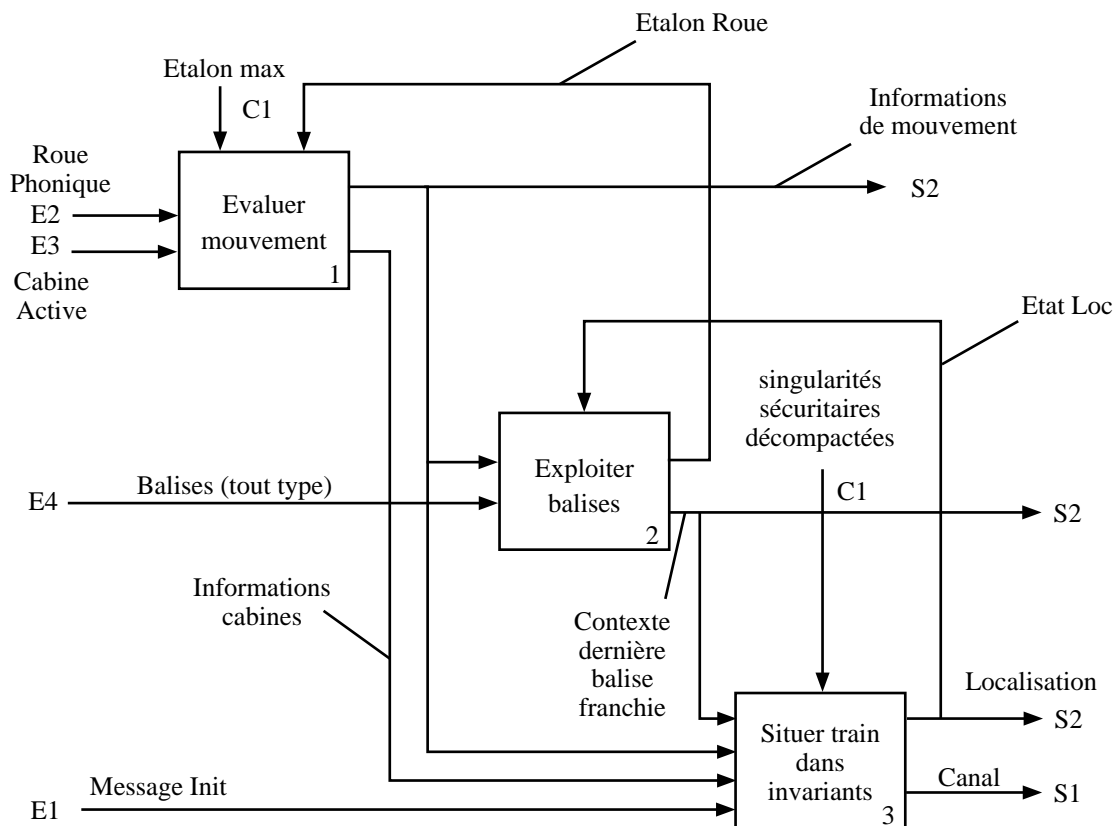 Etalon Roue
Etalon max
C1
Informations
de mouvement
Roue
Phonique
E2
E3
Cabine
Active
Evaluer
mouvement
1
S2
Etat Loc
singularités
sécuritaires
décompactées
C1
Exploiter
balises
2
E4
Balises (tout type)
S2
Informations
cabines
Contexte
dernière
balise
franchie
Localisation
S2
Situer train
dans
invariants
3
Canal
S1
Message Init
E1